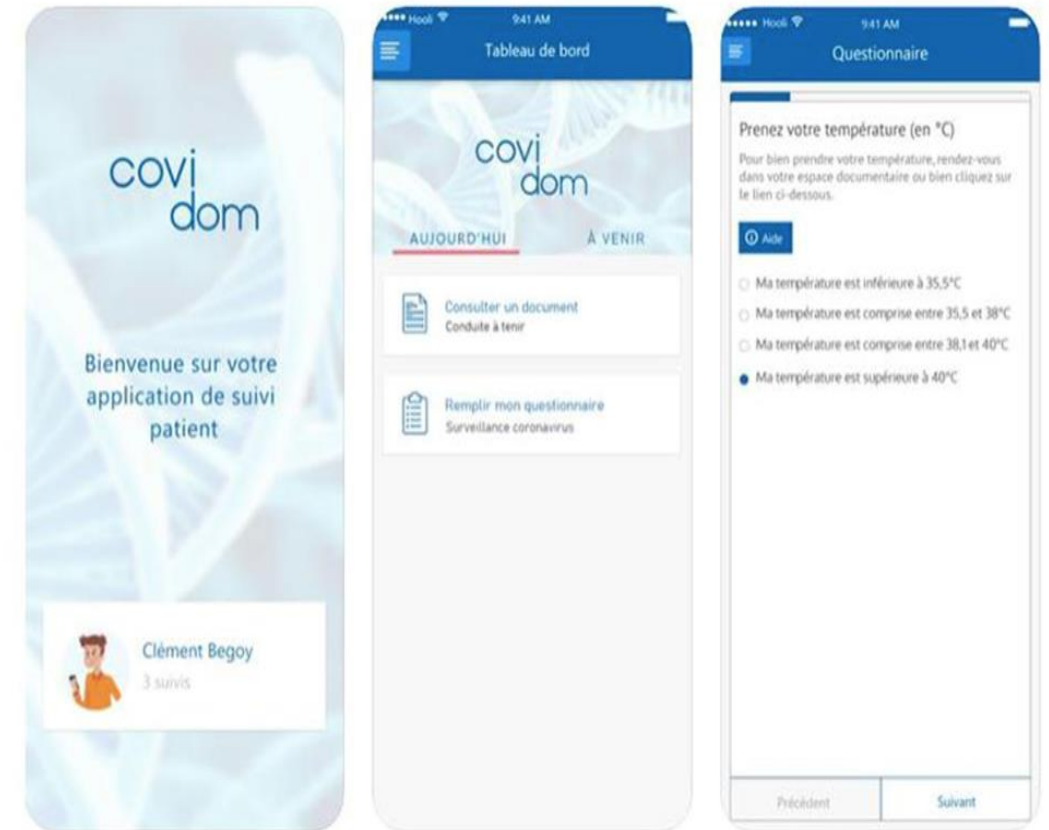 covi
dom
Bienvenue sur votre
application de suivi
patient
Clément Begoy
3 suivis
Hooli
9:41 AM
Tableau de bord
covi
dom
AUJOURD'HUI
À VENIR
Consulter un document
Conduite à tenir
Remplir mon questionnaire
Surveillance coronavirus
Hooli
9:41 AM
Questionnaire
Prenez votre température (en °C)
Pour bien prendre votre température, rendez-vous
dans votre espace documentaire ou bien cliquez sur
le lien ci-dessous.
Aide
Ma température est inférieure à 35,5°C
Ma température est comprise entre 35,5 et 38°C
Ma température est comprise entre 38,1 et 40°C
Ma température est supérieure à 40°C
Précédent
Suivant